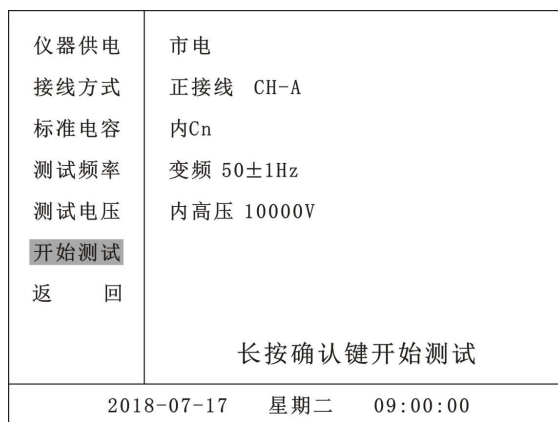 仪器供电 市电
接线方式 正接线 CH-A
标准电容 内Cn
测试频率 变频 50±1Hz
测试电压 内高压 10000V
开始测试
返 回
长按确认键开始测试
2018-07-17 星期二 09:00:00